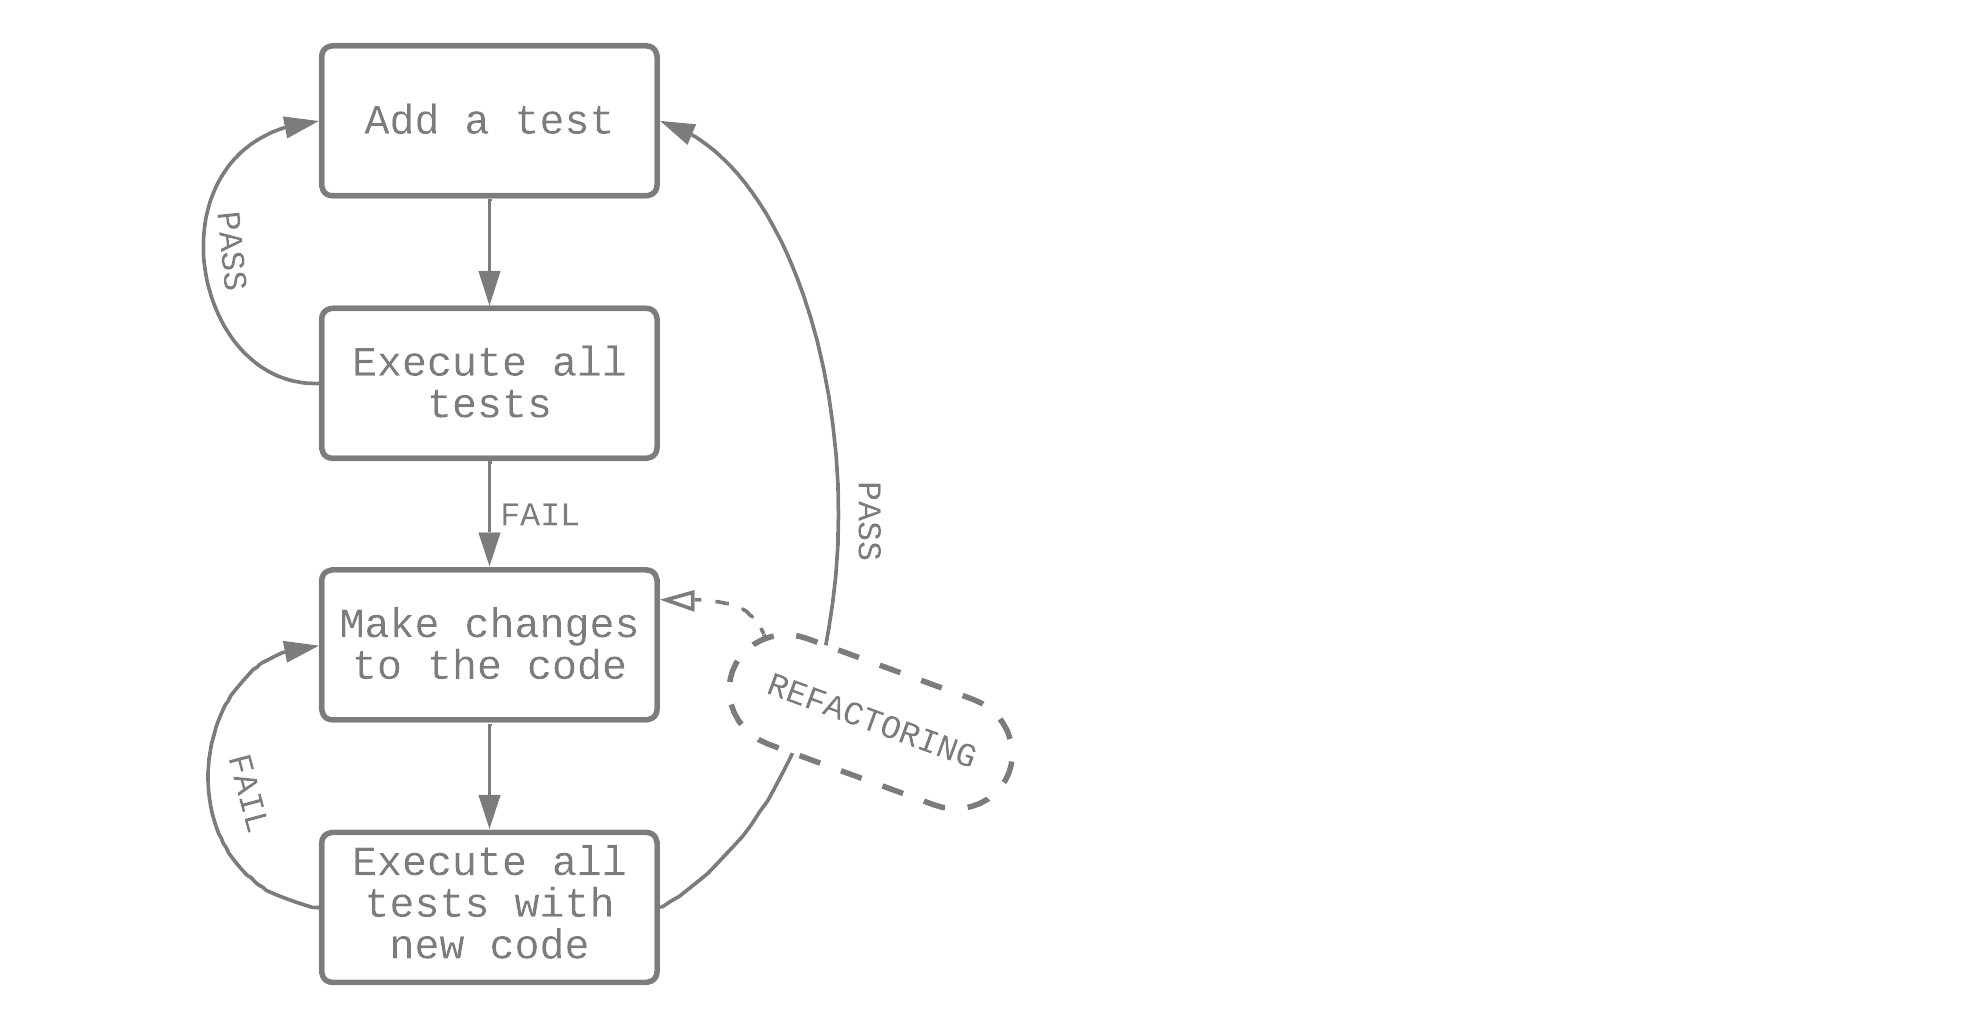 Add a test
PASS
Execute all
tests
FAIL
PASS
Make changes
to the code
REFACTORING
FAIL
Execute all
tests with
new code